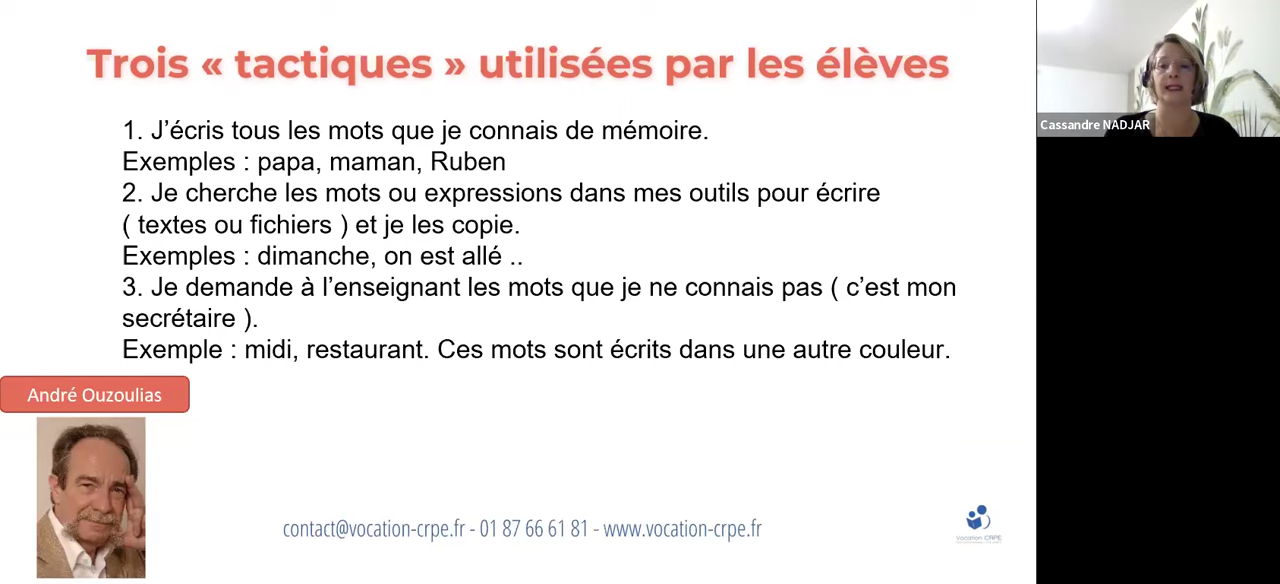 Trois « tactiques » utilisées par les élèves
1. J’écris tous les mots que je connais de mémoire.
Exemples : papa, maman, Ruben
2. Je cherche les mots ou expressions dans mes outils pour écrire
( textes ou fichiers ) et je les copie.
Exemples : dimanche, on est allé ..
3. Je demande à l’enseignant les mots que je ne connais pas ( c’est mon
secrétaire ).
Exemple : midi, restaurant. Ces mots sont écrits dans une autre couleur.
André Ouzoulias
contact@vocation-crpe.fr - 01 87 66 61 81 - www.vocation-crpe.fr
Vocation CRPE
Cassandre NADJAR